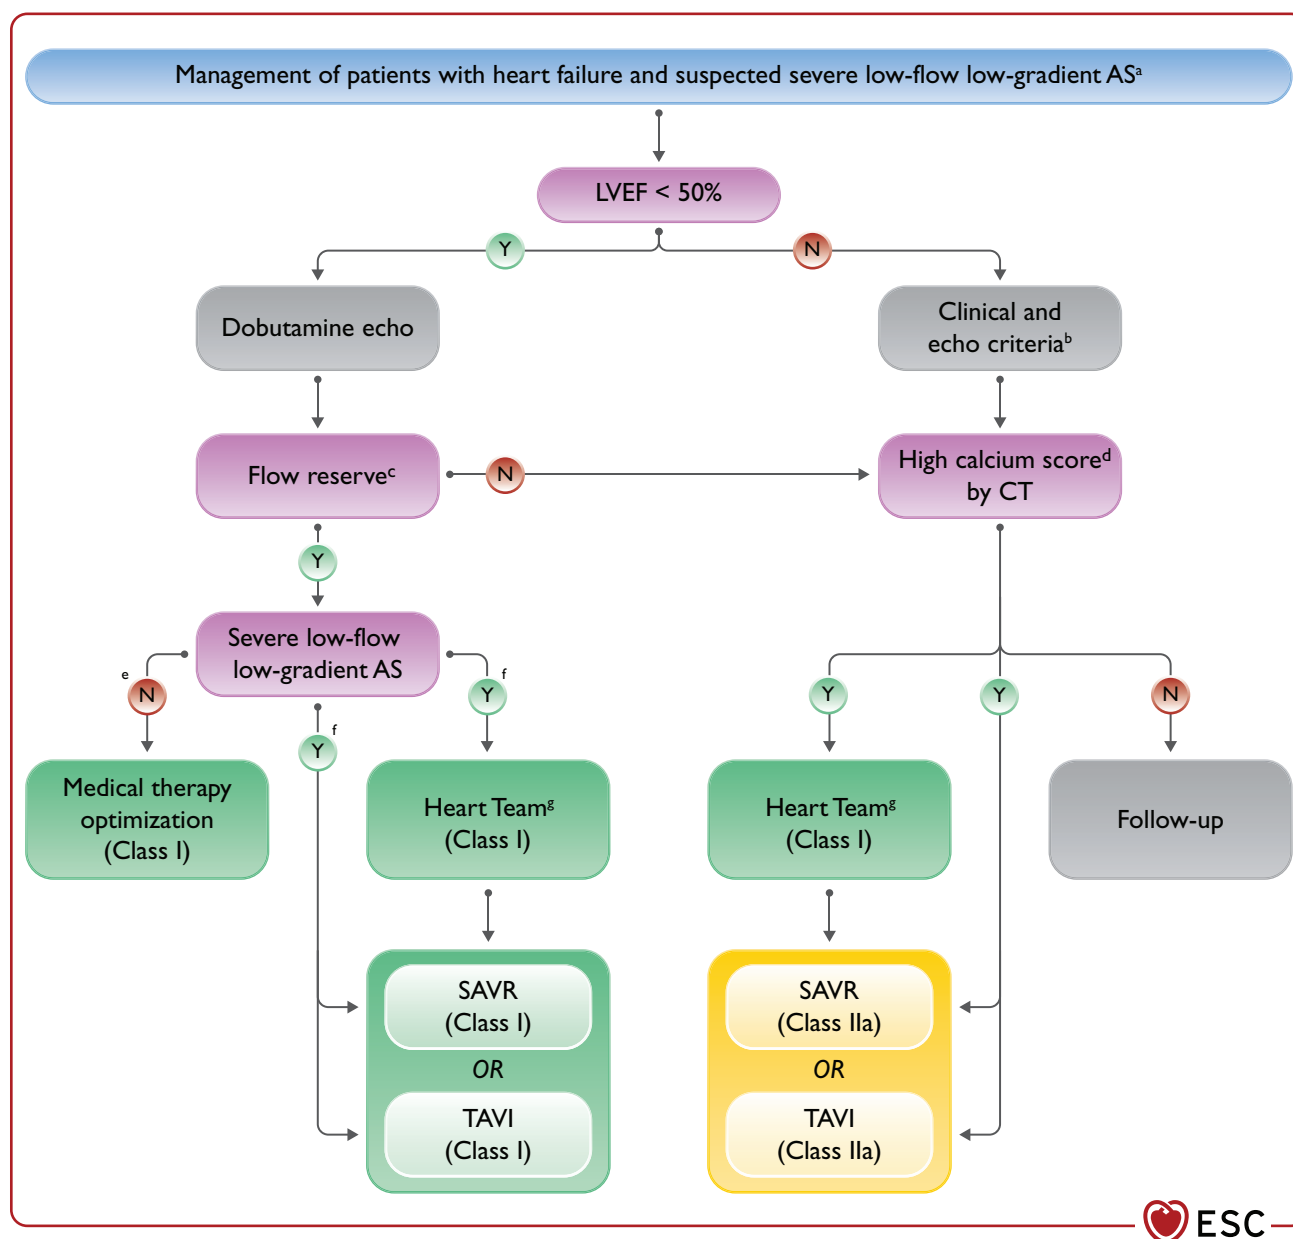 Management of patients with heart failure and suspected severe low-flow low-gradient ASᵃ
LVEF < 50%
Y
N
Dobutamine echo
Clinical and
echo criteriaᵇ
Flow reserveᶜ
N
High calcium scoreᵈ
by CT
Y
Severe low-flow
low-gradient AS
e
N
f
Y
f
Y
Y
Y
N
Medical therapy
optimization
(Class I)
Heart Teamᵍ
(Class I)
Heart Teamᵍ
(Class I)
Follow-up
SAVR
(Class I)
OR
TAVI
(Class I)
SAVR
(Class IIa)
OR
TAVI
(Class IIa)
ESC